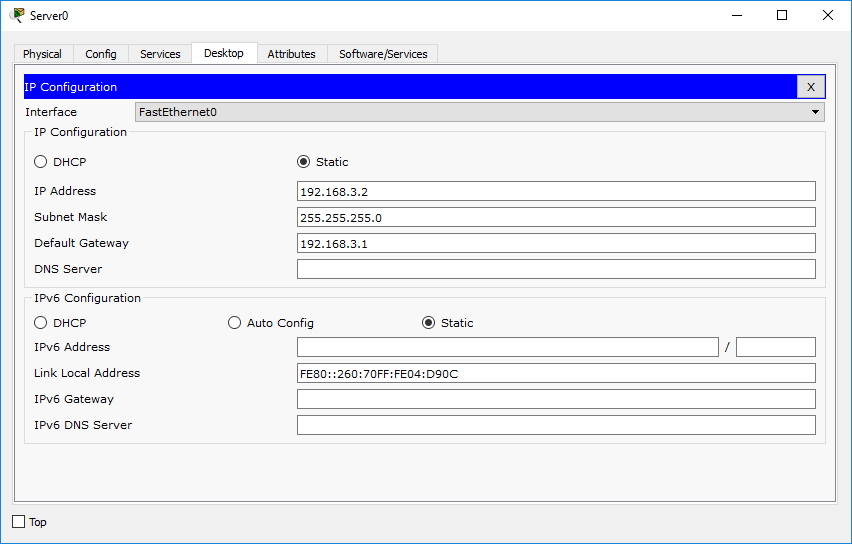 Server0
Physical Config Services Desktop Attributes Software/Services
IP Configuration X
Interface FastEthernet0
IP Configuration
DHCP Static
IP Address 192.168.3.2
Subnet Mask 255.255.255.0
Default Gateway 192.168.3.1
DNS Server
IPv6 Configuration
DHCP Auto Config Static
IPv6 Address /
Link Local Address FE80::260:70FF:FE04:D90C
IPv6 Gateway
IPv6 DNS Server
Top